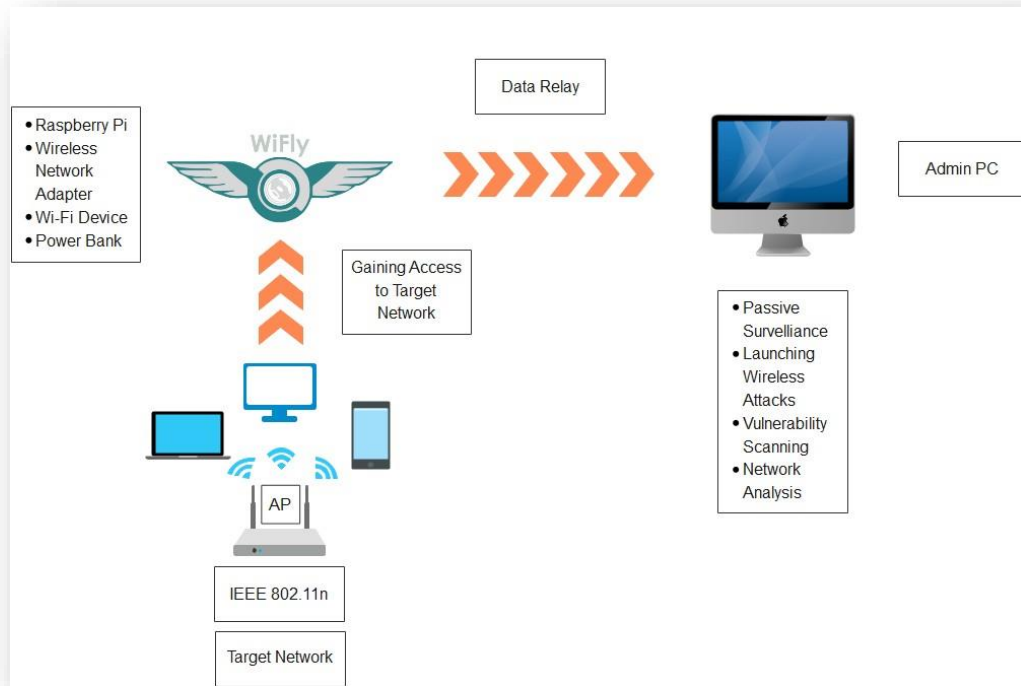 Data Relay
• Raspberry Pi
• Wireless
Network
Adapter
• Wi-Fi Device
• Power Bank
WiFly
Admin PC
Gaining Access
to Target
Network
• Passive
Survelliance
• Launching
Wireless
Attacks
• Vulnerability
Scanning
• Network
Analysis
AP
IEEE 802.11n
Target Network